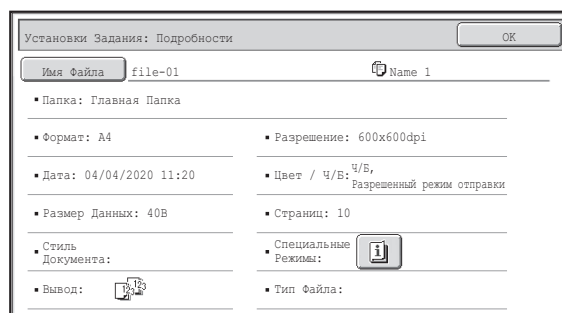 Установки Задания: Подробности OK
Имя Файла file-01 Name 1
Папка: Главная Папка
Формат: A4 Разрешение: 600x600dpi
Дата: 04/04/2020 11:20 Цвет / Ч/Б: Ч/Б,
Разрешенный режим отправки
Размер Данных: 40B Страниц: 10
Стиль
Документа:
Специальные
Режимы:
Вывод: Тип Файла: